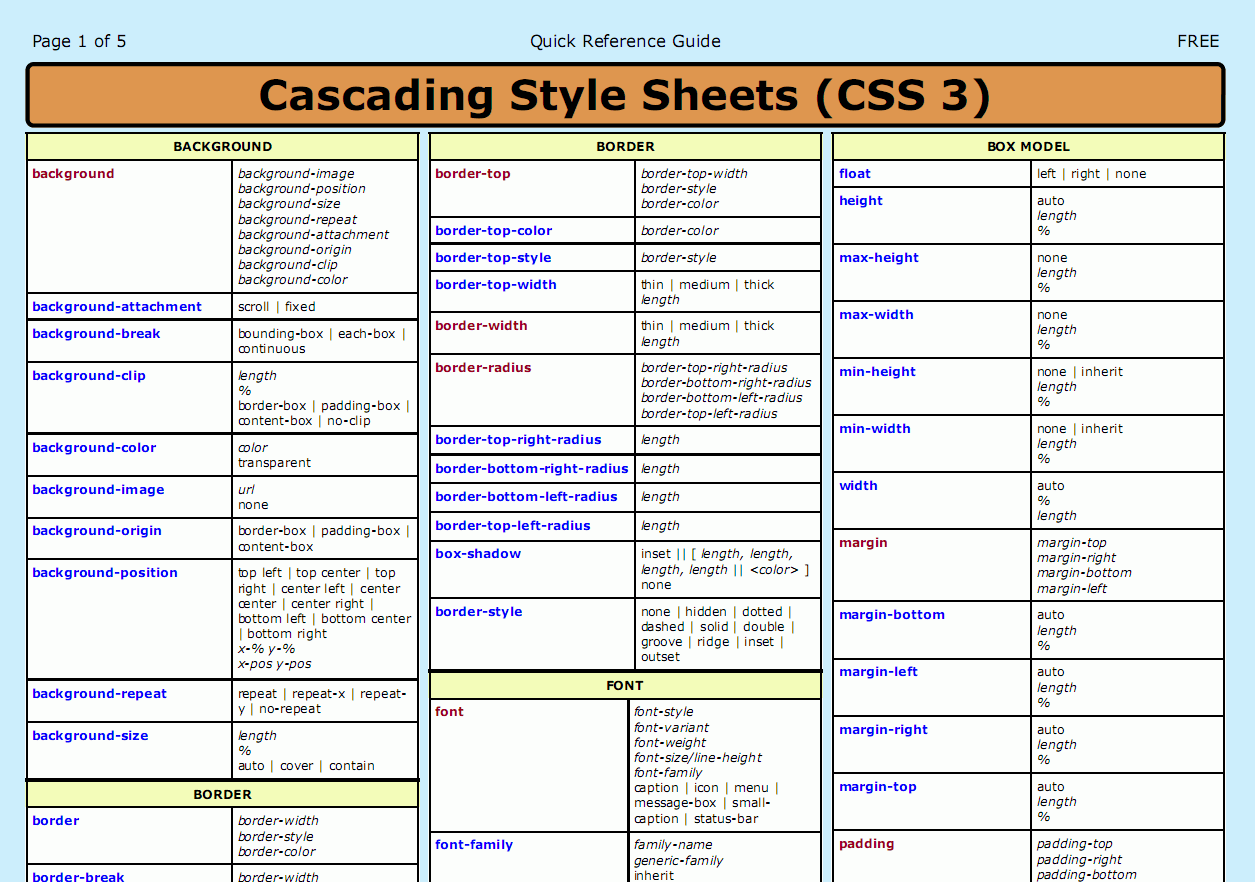 Page 1 of 5
Quick Reference Guide
FREE
Cascading Style Sheets (CSS 3)
BACKGROUND
background
background-image
background-position
background-size
background-repeat
background-attachment
background-origin
background-clip
background-color
background-attachment
scroll | fixed
background-break
bounding-box | each-box |
continuous
background-clip
length
%
border-box | padding-box |
content-box | no-clip
background-color
color
transparent
background-image
url
none
background-origin
border-box | padding-box |
content-box
background-position
top left | top center | top
right | center left | center
center | center right |
bottom left | bottom center
| bottom right
x-% y-%
x-pos y-pos
background-repeat
repeat | repeat-x | repeat-
y | no-repeat
background-size
length
%
auto | cover | contain
BORDER
border
border-width
border-style
border-color
border-break
border-width
BORDER
border-top
border-top-width
border-style
border-color
border-top-color
border-color
border-top-style
border-style
border-top-width
thin | medium | thick
length
border-width
thin | medium | thick
length
border-radius
border-top-right-radius
border-bottom-right-radius
border-bottom-left-radius
border-top-left-radius
border-top-right-radius
length
border-bottom-right-radius
length
border-bottom-left-radius
length
border-top-left-radius
length
box-shadow
inset || [ length, length,
length, length || <color> ]
none
border-style
none | hidden | dotted |
dashed | solid | double |
groove | ridge | inset |
outset
FONT
font
font-style
font-variant
font-weight
font-size/line-height
font-family
caption | icon | menu |
message-box | small-
caption | status-bar
font-family
family-name
generic-family
inherit
BOX MODEL
float
left | right | none
height
auto
length
%
max-height
none
length
%
max-width
none
length
%
min-height
none | inherit
length
%
min-width
none | inherit
length
%
width
auto
%
length
margin
margin-top
margin-right
margin-bottom
margin-left
margin-bottom
auto
length
%
margin-left
auto
length
%
margin-right
auto
length
%
margin-top
auto
length
%
padding
padding-top
padding-right
padding-bottom